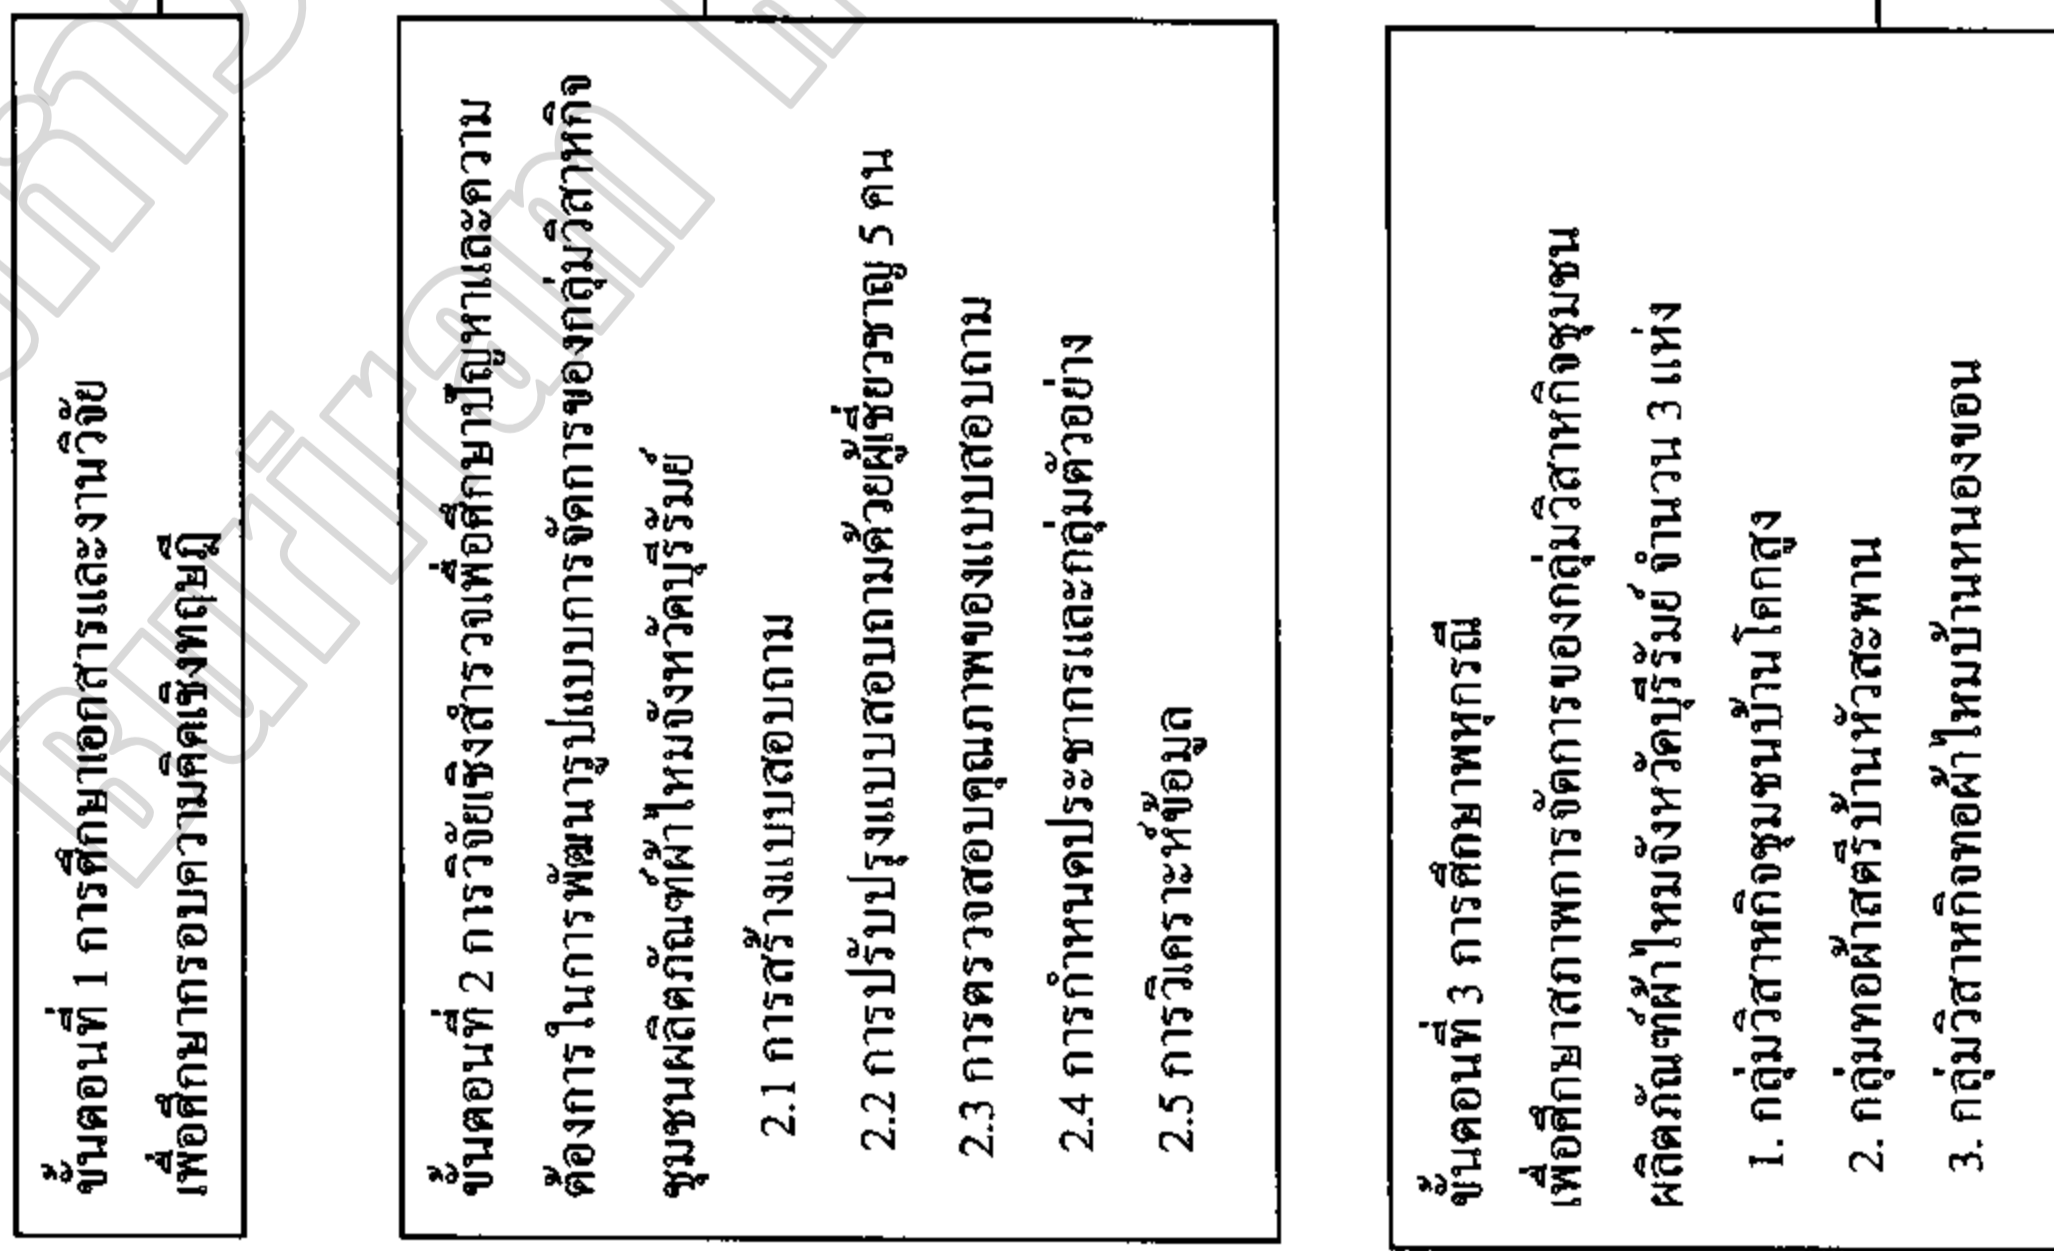 ขั้นตอนที่ 1 การศึกษาเอกสารและงานวิจัย
เพื่อศึกษากรอบความคิดเชิงทฤษฎี
ขั้นตอนที่ 2 การวิจัยเชิงสำรวจเพื่อศึกษาปัญหาและความ
ต้องการในการพัฒนารูปแบบการจัดการของกลุ่มวิสาหกิจ
ชุมชนผลิตภัณฑ์ผ้าไหมจังหวัดบุรีรัมย์
2.1 การสร้างแบบสอบถาม
2.2 การปรับปรุงแบบสอบถามด้วยผู้เชี่ยวชาญ 5 คน
2.3 การตรวจสอบคุณภาพของแบบสอบถาม
2.4 การกำหนดประชากรและกลุ่มตัวอย่าง
2.5 การวิเคราะห์ข้อมูล
ขั้นตอนที่ 3 การศึกษาพหุกรณี
เพื่อศึกษาสภาพการจัดการของกลุ่มวิสาหกิจชุมชน
ผลิตภัณฑ์ผ้าไหมจังหวัดบุรีรัมย์ จำนวน 3 แห่ง
1. กลุ่มวิสาหกิจชุมชนบ้านโคกสูง
2. กลุ่มทอผ้าสตรีบ้านหัวสะพาน
3. กลุ่มวิสาหกิจทอผ้าไหมบ้านหนองขอน
Buriram